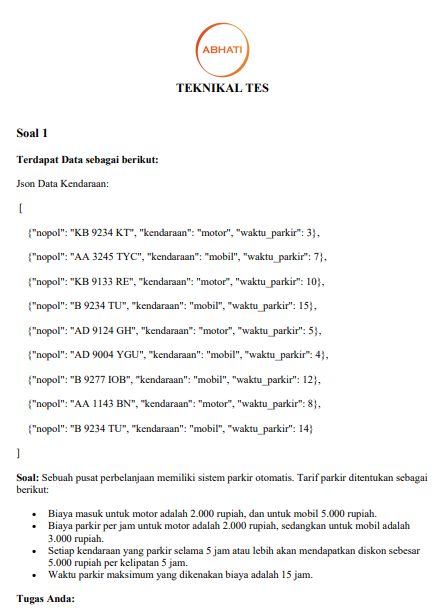 ABHATI
TEKNIKAL TES
Soal 1
Terdapat Data sebagai berikut:
Json Data Kendaraan:
[
{"nopol": "KB 9234 KT", "kendaraan": "motor", "waktu_parkir": 3},
{"nopol": "AA 3245 TYC", "kendaraan": "mobil", "waktu_parkir": 7},
{"nopol": "KB 9133 RE", "kendaraan": "motor", "waktu_parkir": 10},
{"nopol": "B 9234 TU", "kendaraan": "mobil", "waktu_parkir": 15},
{"nopol": "AD 9124 GH", "kendaraan": "motor", "waktu_parkir": 5},
{"nopol": "AD 9004 YGU", "kendaraan": "mobil", "waktu_parkir": 4},
{"nopol": "B 9277 IOB", "kendaraan": "mobil", "waktu_parkir": 12},
{"nopol": "AA 1143 BN", "kendaraan": "motor", "waktu_parkir": 8},
{"nopol": "B 9234 TU", "kendaraan": "mobil", "waktu_parkir": 14}
]
Soal: Sebuah pusat perbelanjaan memiliki sistem parkir otomatis. Tarif parkir ditentukan sebagai
berikut:
• Biaya masuk untuk motor adalah 2.000 rupiah, dan untuk mobil 5.000 rupiah.
• Biaya parkir per jam untuk motor adalah 2.000 rupiah, sedangkan untuk mobil adalah
3.000 rupiah.
• Setiap kendaraan yang parkir selama 5 jam atau lebih akan mendapatkan diskon sebesar
5.000 rupiah per kelipatan 5 jam.
• Waktu parkir maksimum yang dikenakan biaya adalah 15 jam.
Tugas Anda: